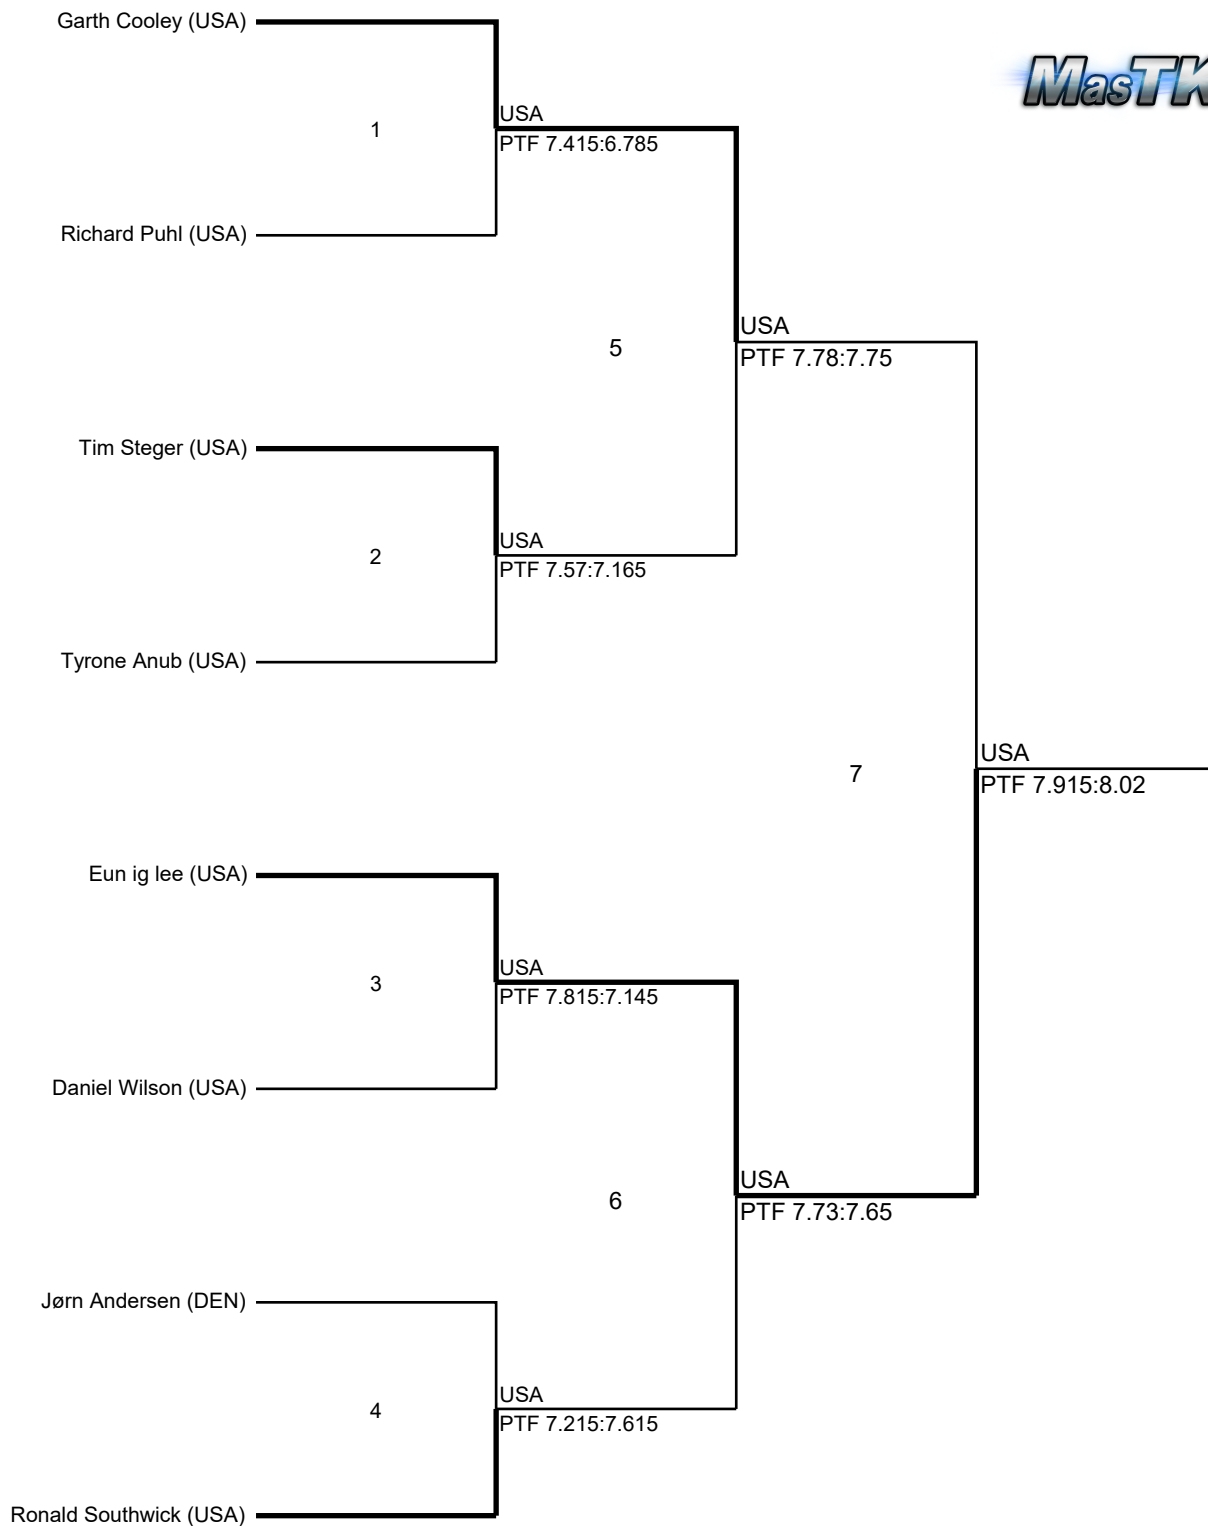 Garth Cooley (USA)
MasTK
USA
1
PTF 7.415:6.785
Richard Puhl (USA)
USA
5
PTF 7.78:7.75
Tim Steger (USA)
USA
2
PTF 7.57:7.165
Tyrone Anub (USA)
USA
7
PTF 7.915:8.02
Eun ig lee (USA)
USA
3
PTF 7.815:7.145
Daniel Wilson (USA)
USA
6
PTF 7.73:7.65
Jørn Andersen (DEN)
USA
4
PTF 7.215:7.615
Ronald Southwick (USA)